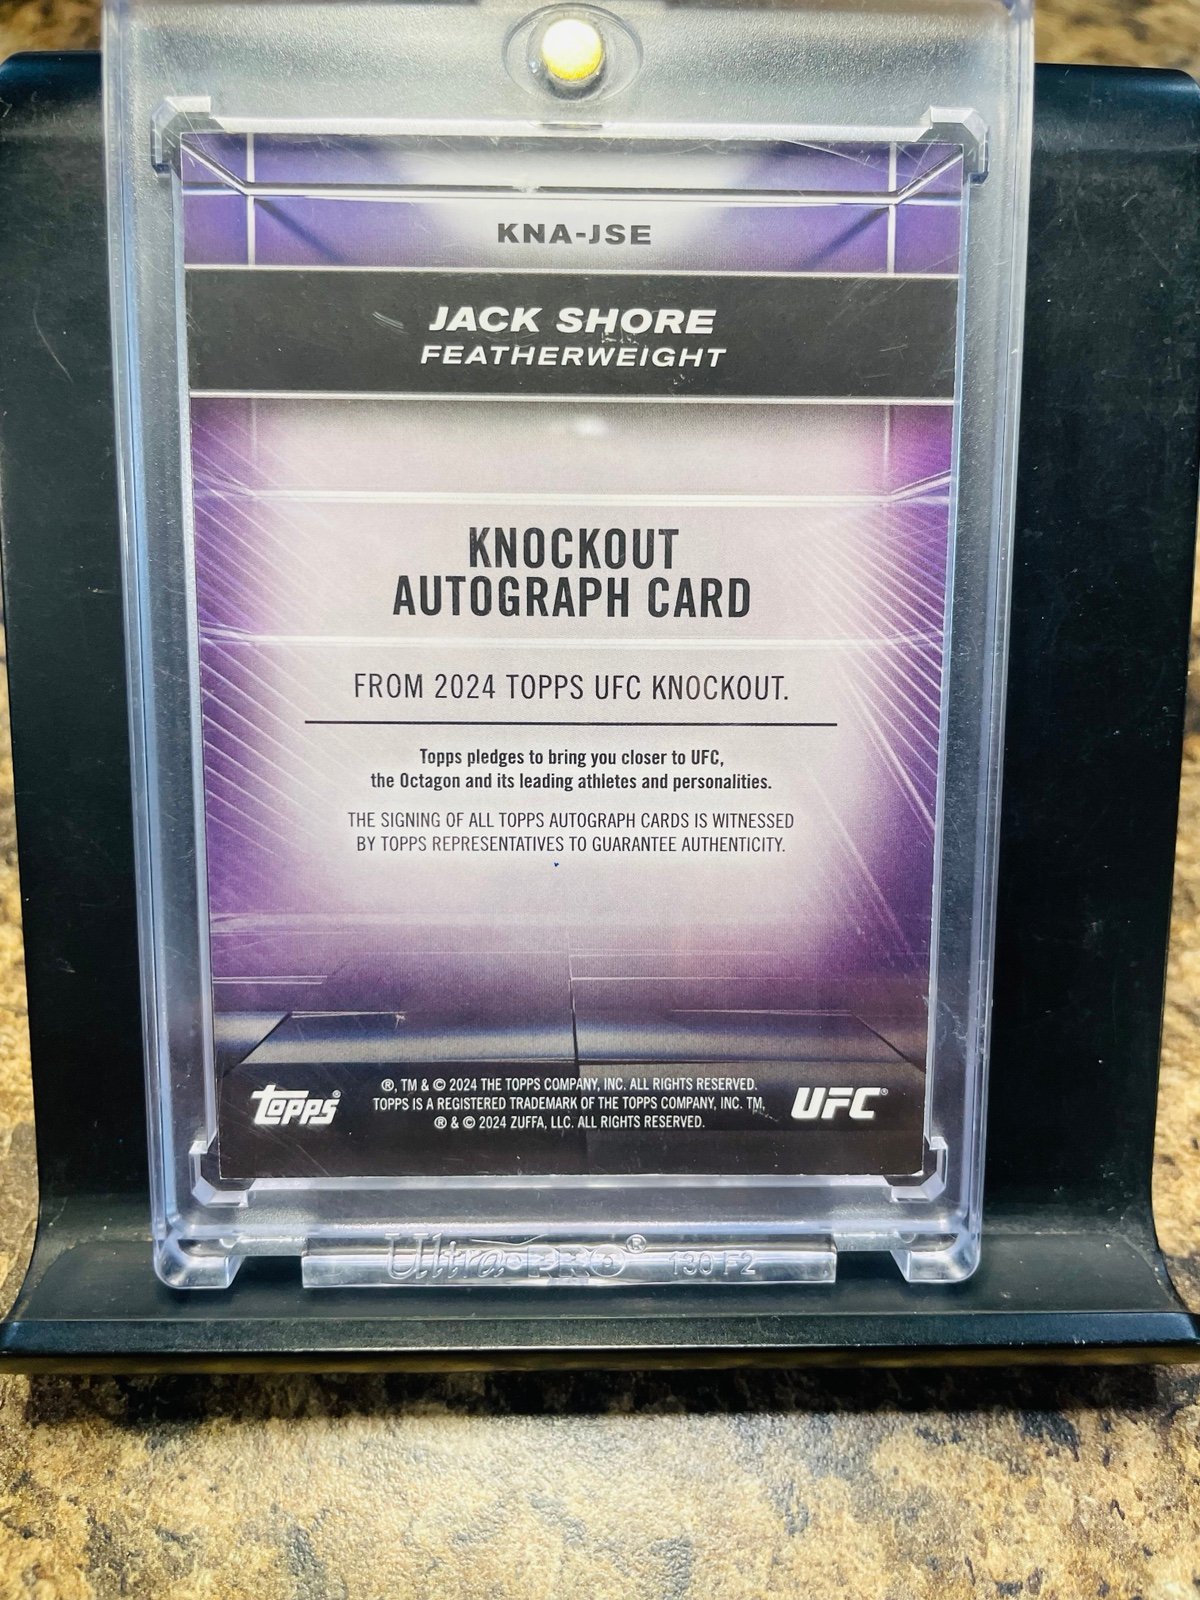 KNA-JSE
JACK SHORE
FEATHERWEIGHT
KNOCKOUT
AUTOGRAPH CARD
FROM 2024 TOPPS UFC KNOCKOUT.
Topps pledges to bring you closer to UFC,
the Octagon and its leading athletes and personalities.
THE SIGNING OF ALL TOPPS AUTOGRAPH CARDS IS WITNESSED
BY TOPPS REPRESENTATIVES TO GUARANTEE AUTHENTICITY.
®, TM & © 2024 THE TOPPS COMPANY, INC. ALL RIGHTS RESERVED.
TOPPS IS A REGISTERED TRADEMARK OF THE TOPPS COMPANY, INC. TM,
® & © 2024 ZUFFA, LLC. ALL RIGHTS RESERVED.
Topps®
UFC®
Ultra•PRO® 130 F2